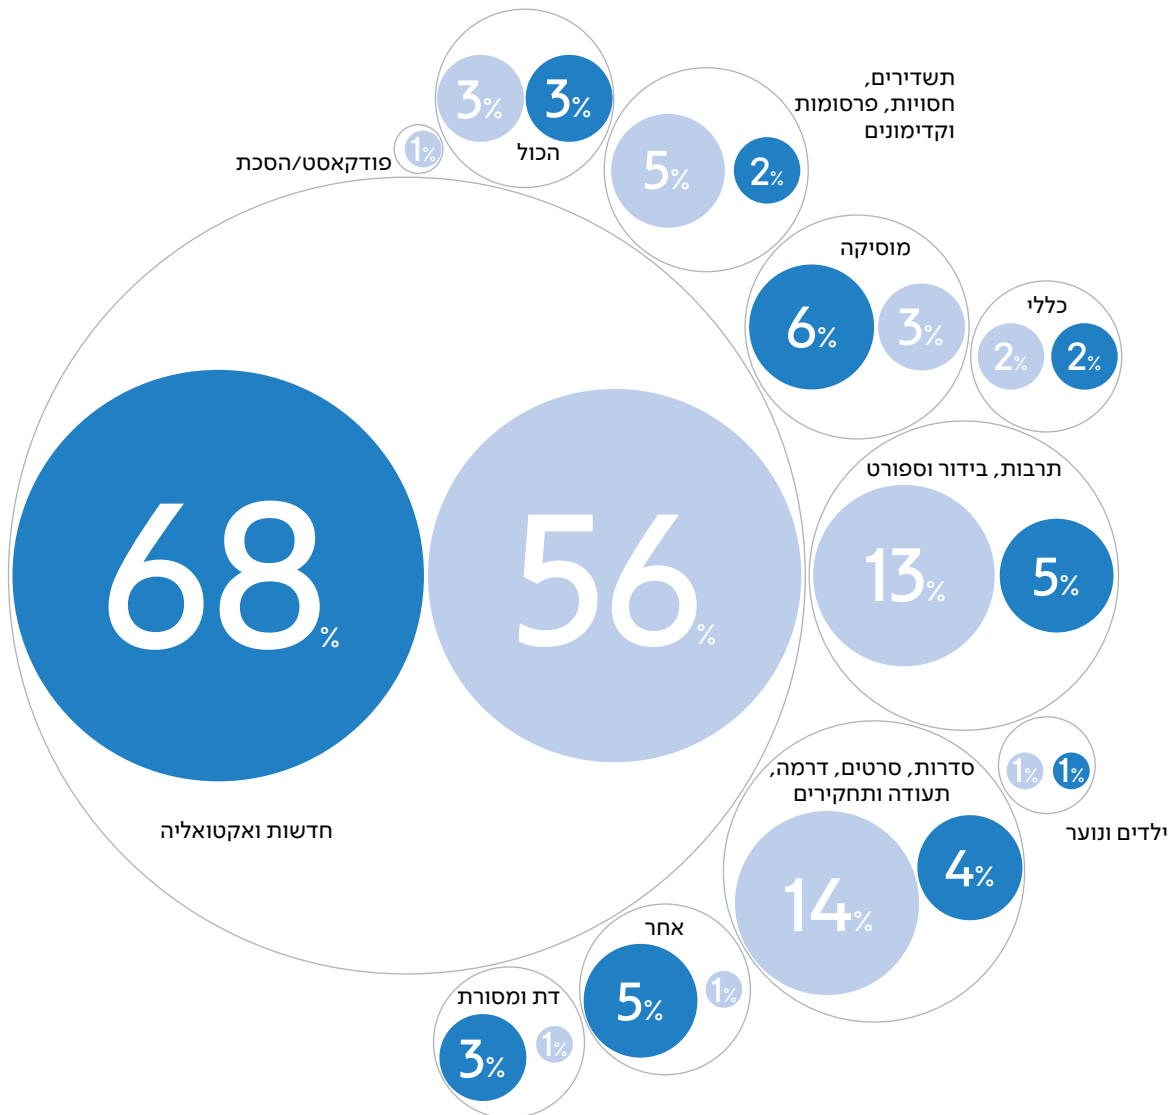 תשדירים,
חסויות, פרסומות
וקדימונים
5%
2%
3%
3%
הכול
1%
פודקאסט/הסכת
מוסיקה
6%
3%
כללי
2%
2%
תרבות, בידור וספורט
13%
5%
68%
56%
חדשות ואקטואליה
1%
1%
ילדים ונוער
סדרות, סרטים, דרמה,
תעודה ותחקירים
14%
4%
אחר
5%
1%
דת ומסורת
3%
1%